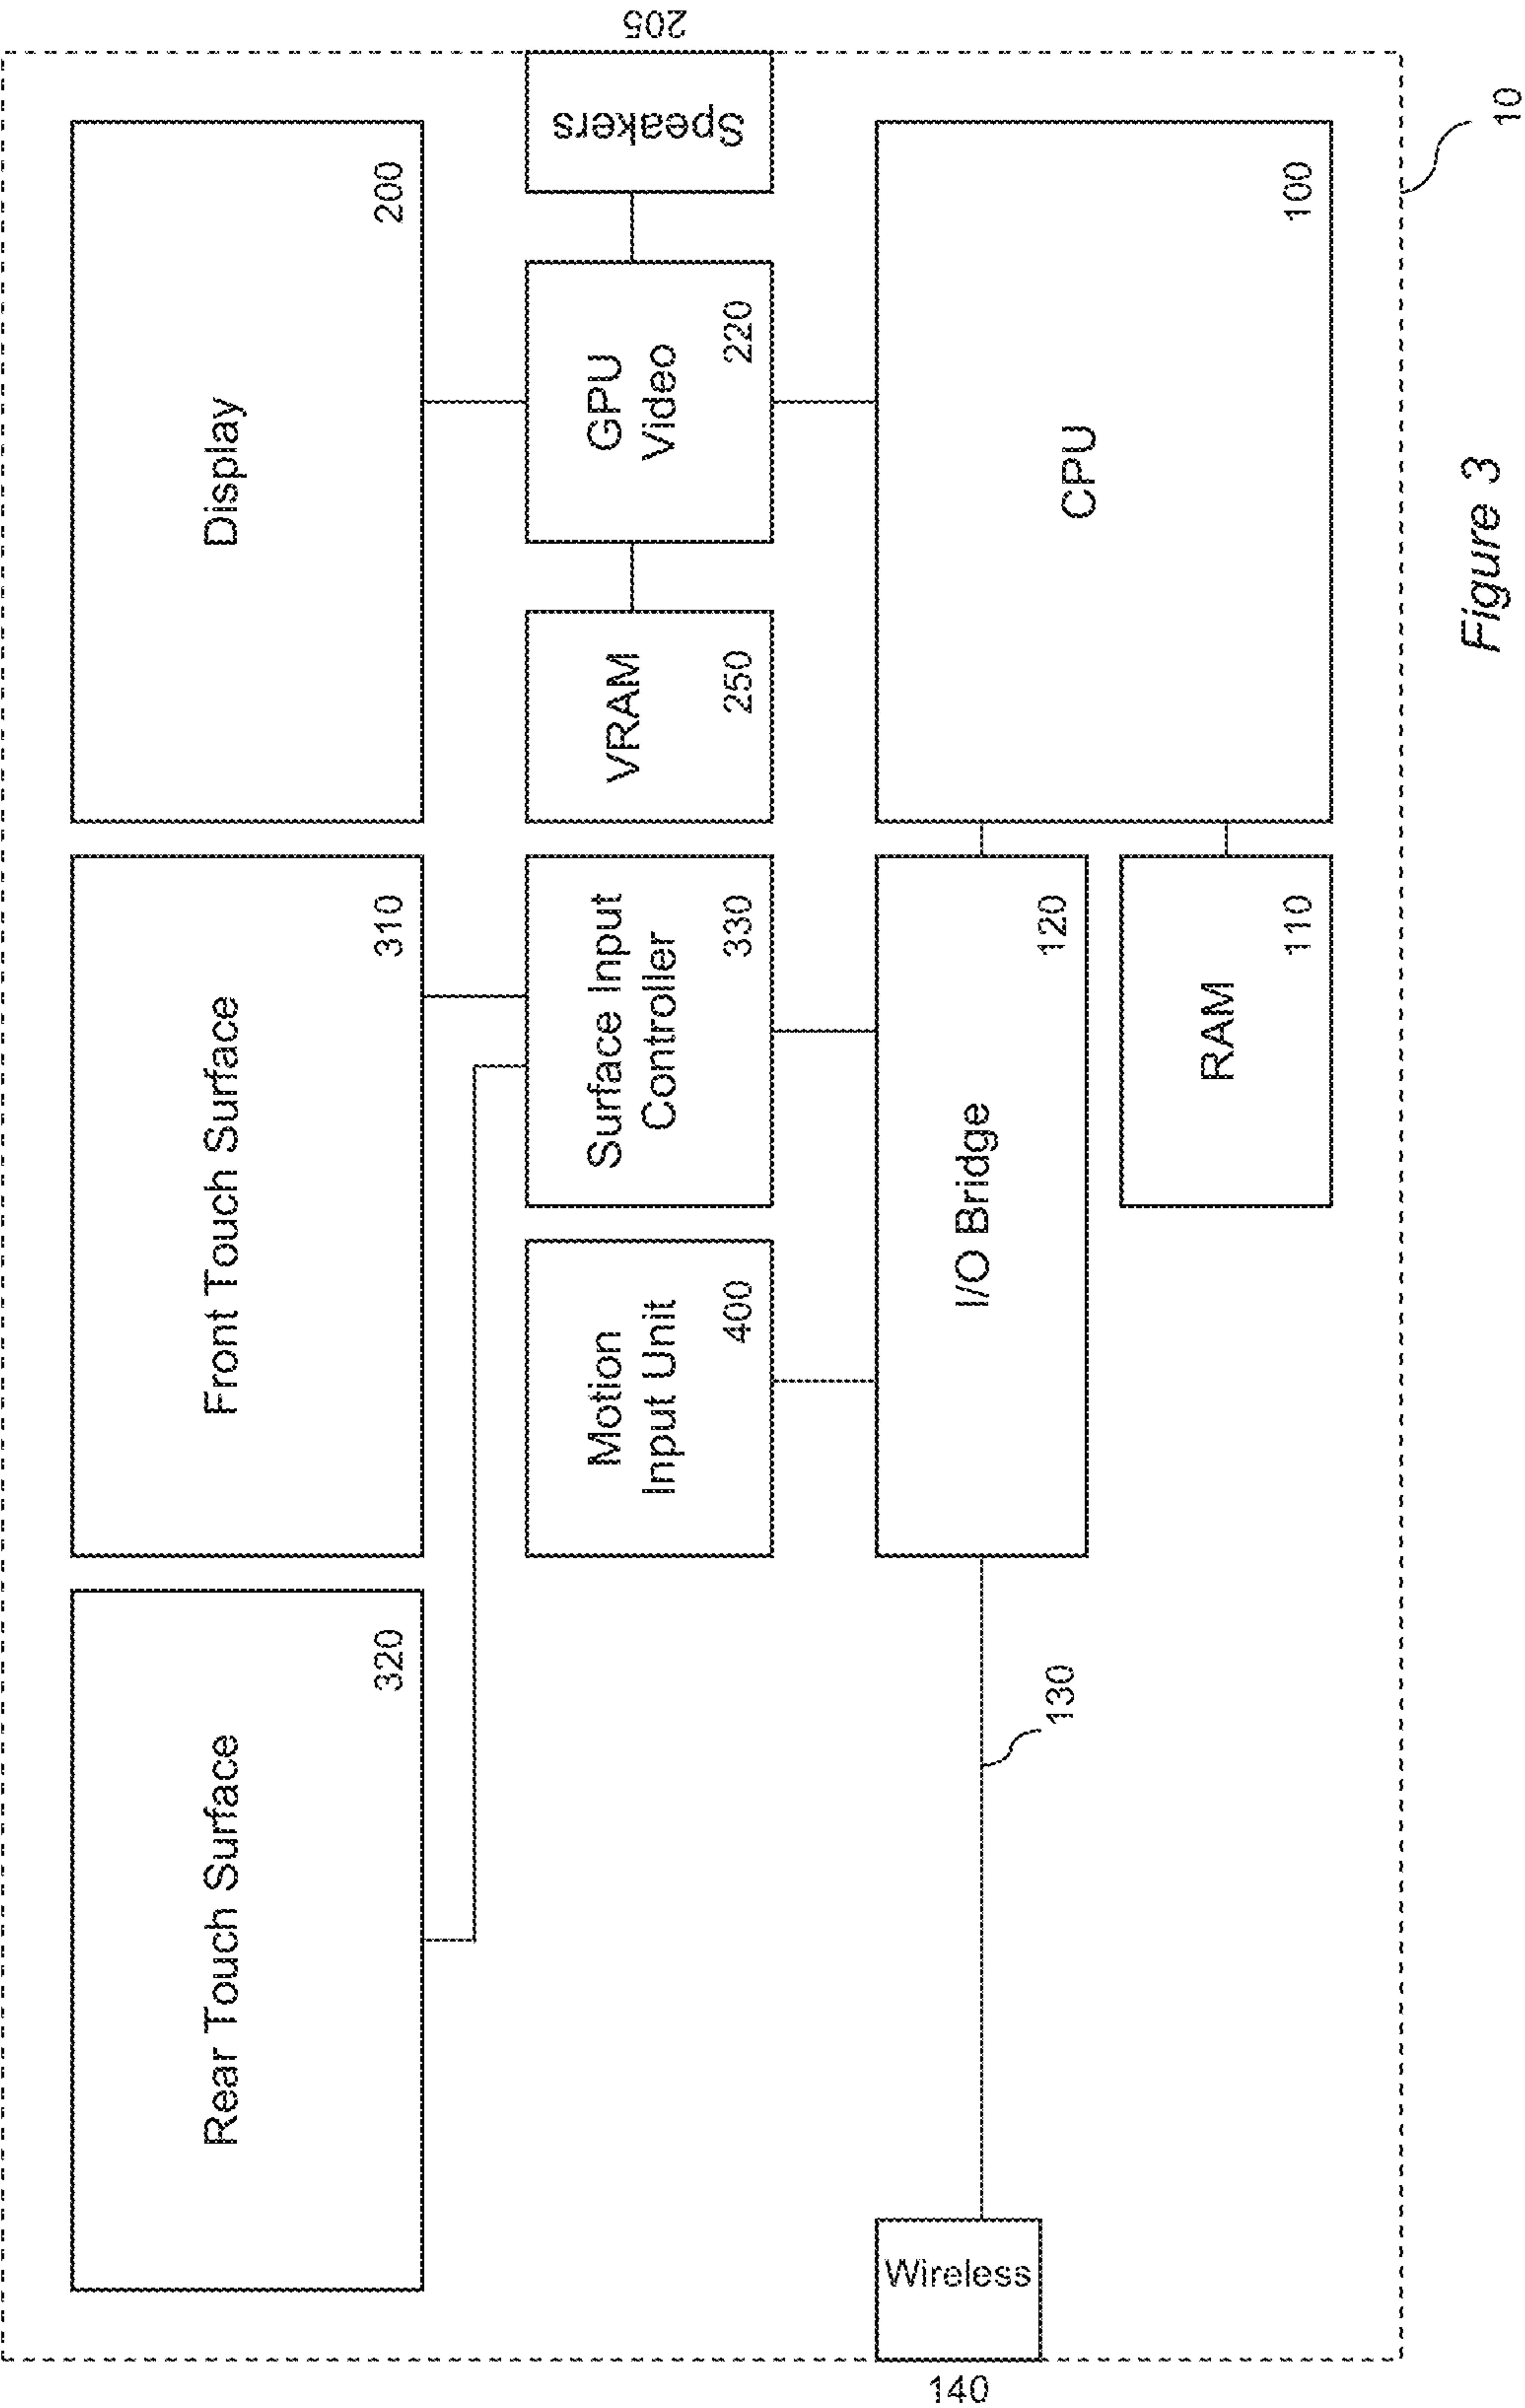 Rear Touch Surface
320
Front Touch Surface
310
Display
200
Motion
Input Unit
400
Surface Input
Controller
330
VRAM
250
GPU
Video
220
Speakers
205
Wireless
140
130
I/O Bridge
120
RAM
110
CPU
100
10
Figure 3